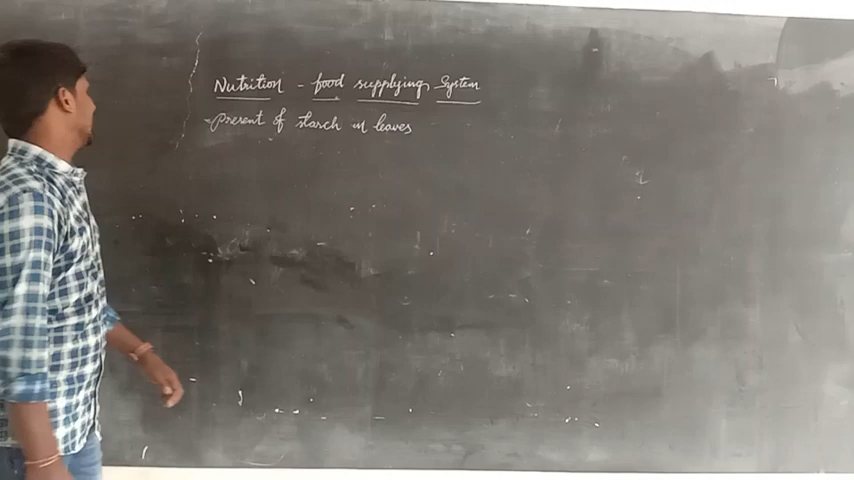 Nutrition - food supplying System
-Present of starch in leaves